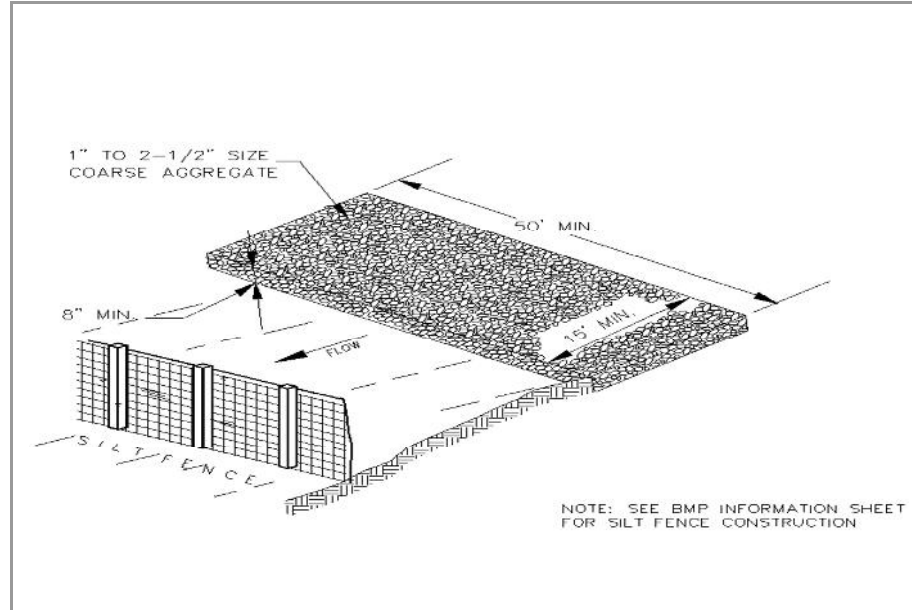 1" TO 2-1/2" SIZE
COARSE AGGREGATE
50' MIN.
8" MIN.
15' MIN.
FLOW
SILT FENCE
NOTE: SEE BMP INFORMATION SHEET
FOR SILT FENCE CONSTRUCTION